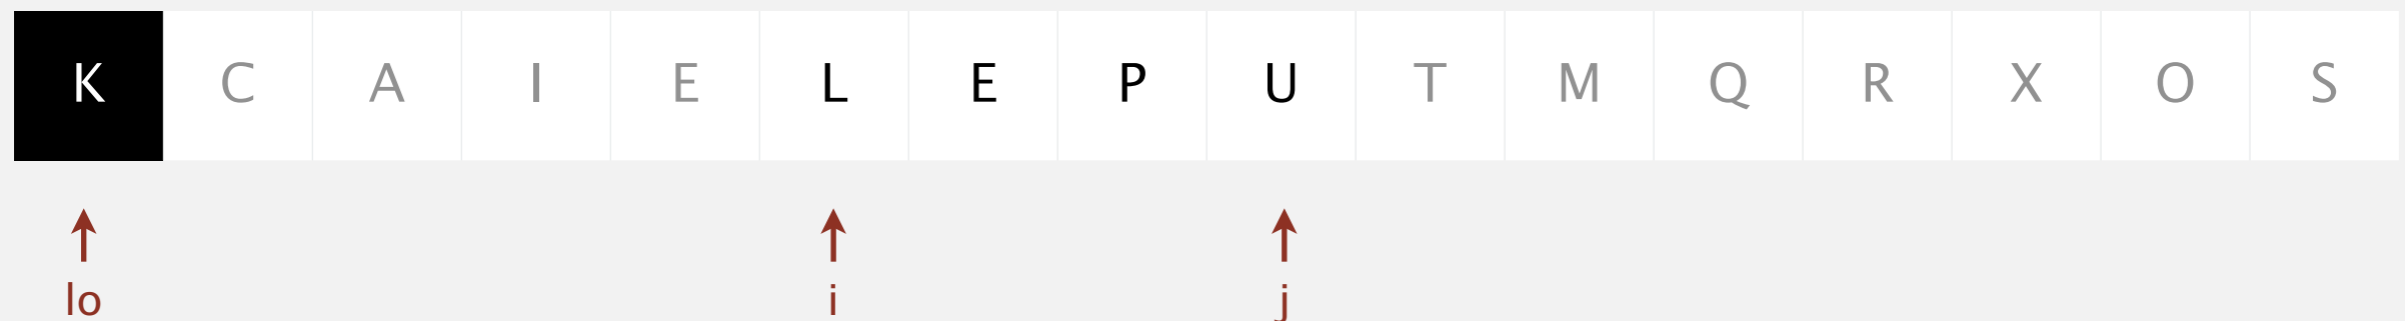 K C A I E L E P U T M Q R X O S
lo i j